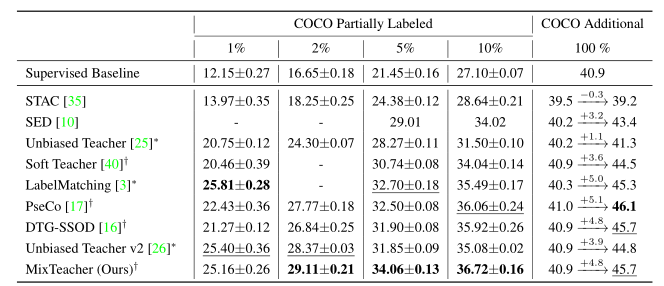 COCO Partially Labeled COCO Additional
1% 2% 5% 10% 100 %
Supervised Baseline 12.15±0.27 16.65±0.18 21.45±0.16 27.10±0.07 40.9
STAC [35] 13.97±0.35 18.25±0.25 24.38±0.12 28.64±0.21 39.5 −0.3→ 39.2
SED [10] - - 29.01 34.02 40.2 +3.2→ 43.4
Unbiased Teacher [25]* 20.75±0.12 24.30±0.07 28.27±0.11 31.50±0.10 40.2 +1.1→ 41.3
Soft Teacher [40]† 20.46±0.39 - 30.74±0.08 34.04±0.14 40.9 +3.6→ 44.5
LabelMatching [3]* 25.81±0.28 - 32.70±0.18 35.49±0.17 40.3 +5.0→ 45.3
PseCo [17]† 22.43±0.36 27.77±0.18 32.50±0.08 36.06±0.24 41.0 +5.1→ 46.1
DTG-SSOD [16]† 21.27±0.12 26.84±0.25 31.90±0.08 35.92±0.26 40.9 +4.8→ 45.7
Unbiased Teacher v2 [26]* 25.40±0.36 28.37±0.03 31.85±0.09 35.08±0.02 40.9 +3.9→ 44.8
MixTeacher (Ours)† 25.16±0.26 29.11±0.21 34.06±0.13 36.72±0.16 40.9 +4.8→ 45.7